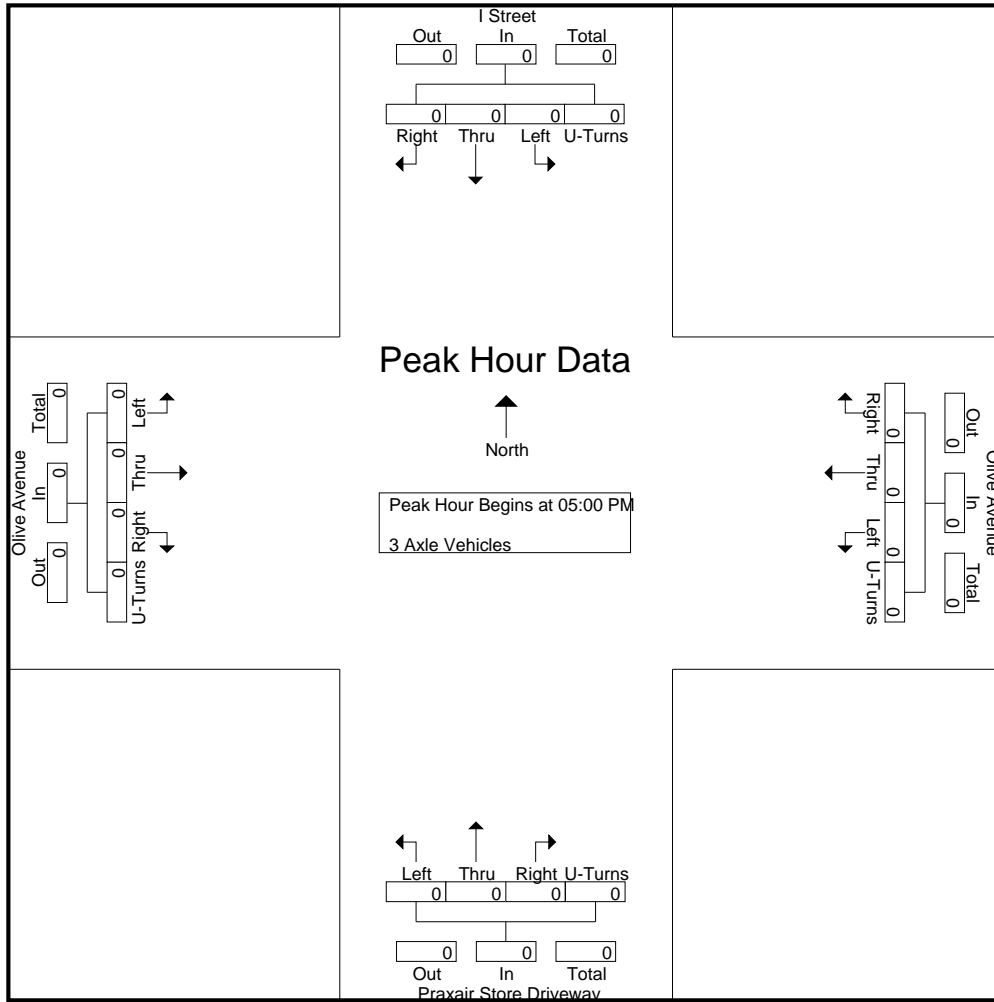 I Street
Out In Total
0 0 0
0 0 0 0
Right Thru Left U-Turns
Peak Hour Data
North
Peak Hour Begins at 05:00 PM
3 Axle Vehicles
Olive Avenue
Total In Out
0 0 0
0 0 0 0
Left Thru Right U-Turns
Right Thru Left U-Turns
0 0 0 0
0 0 0
Out In Total
Olive Avenue
Left Thru Right U-Turns
0 0 0 0
0 0 0
Out In Total
Praxair Store Driveway